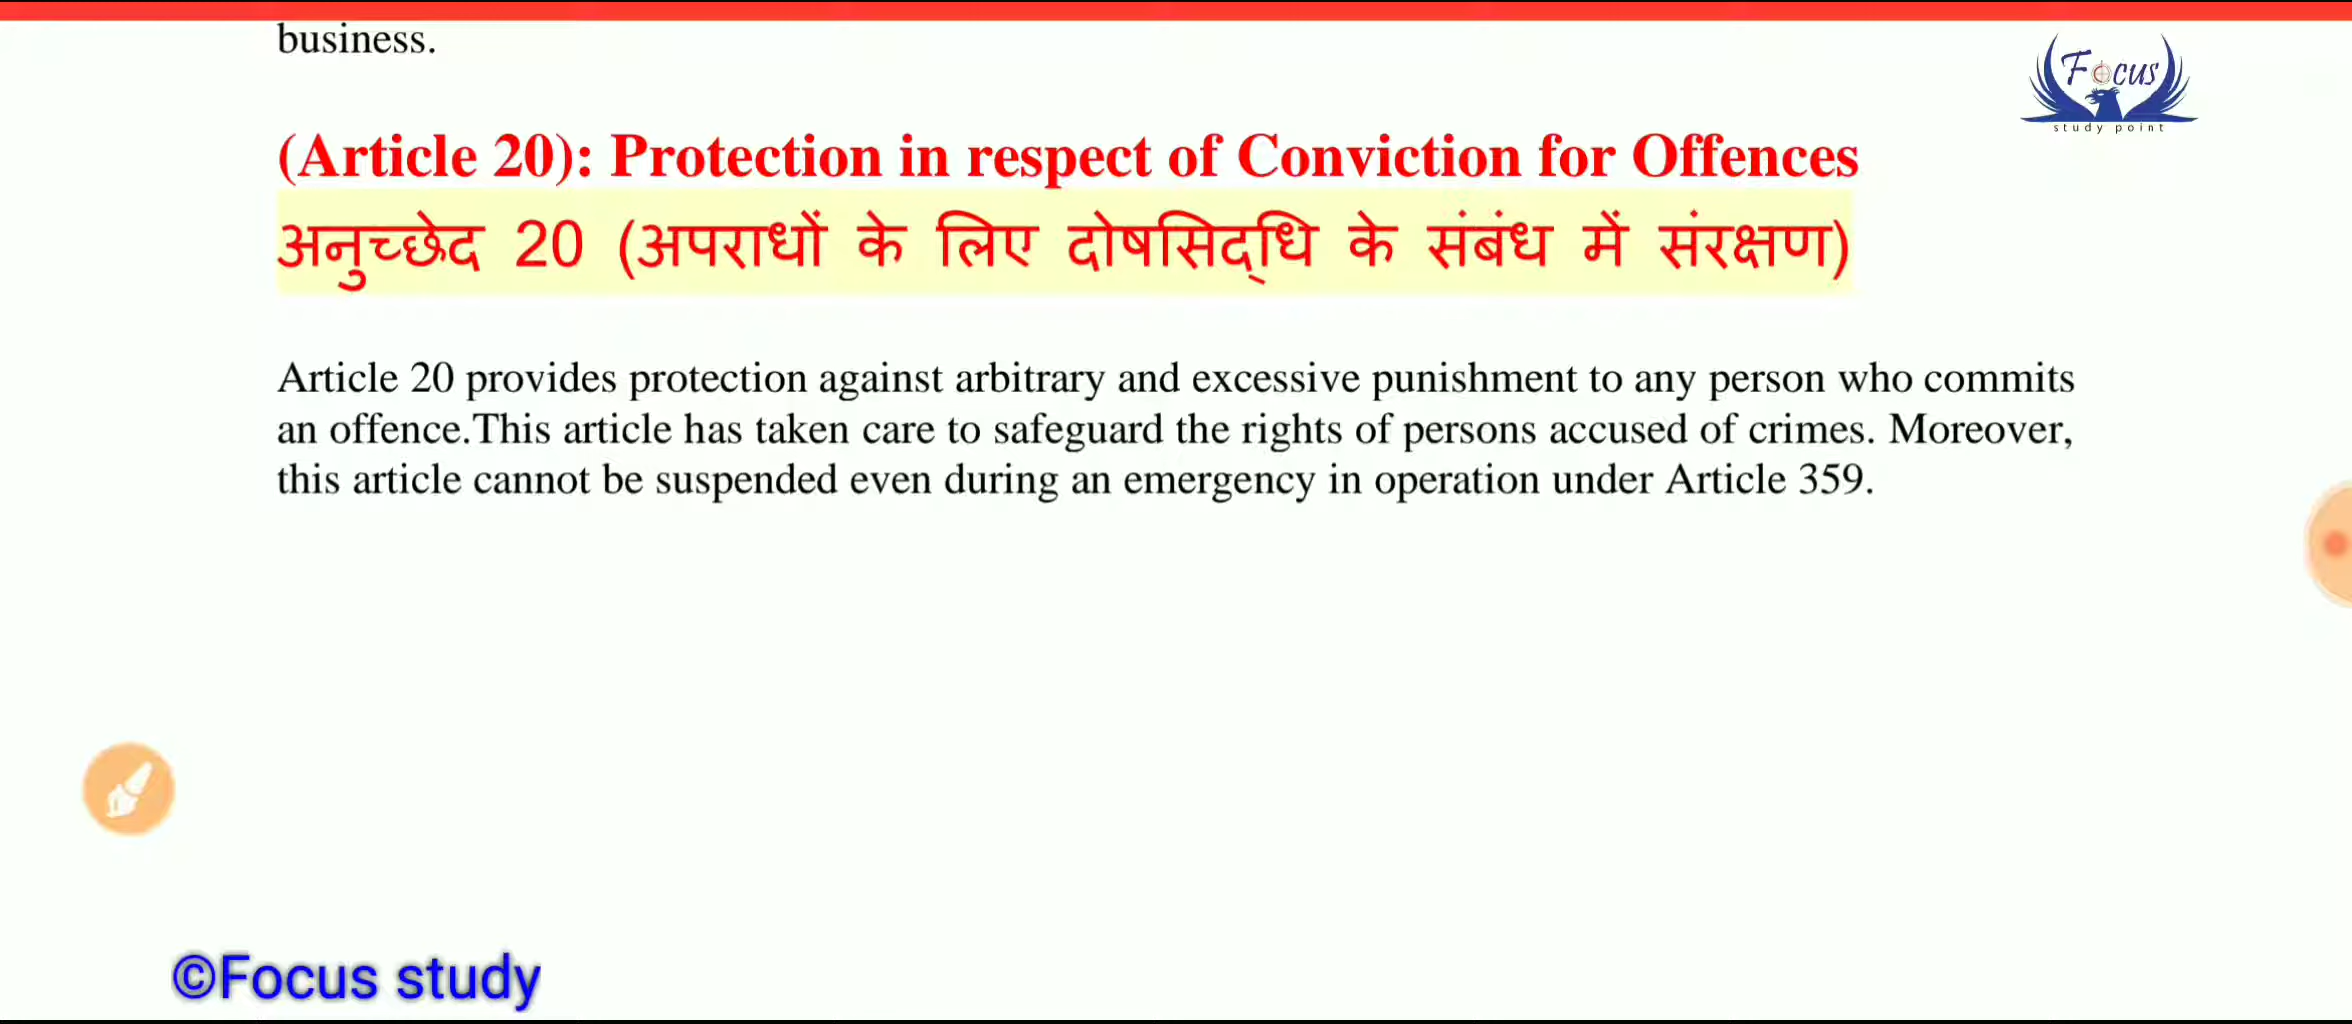 business.
Focus
study point
(Article 20): Protection in respect of Conviction for Offences
अनुच्छेद 20 (अपराधों के लिए दोषसिद्धि के संबंध में संरक्षण)
Article 20 provides protection against arbitrary and excessive punishment to any person who commits
an offence.This article has taken care to safeguard the rights of persons accused of crimes. Moreover,
this article cannot be suspended even during an emergency in operation under Article 359.
©Focus study